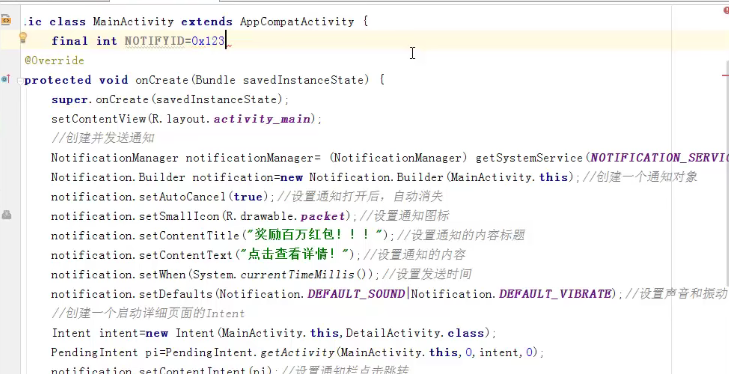 ic class MainActivity extends AppCompatActivity {
final int NOTIFYID=0x123
@Override
protected void onCreate(Bundle savedInstanceState) {
super.onCreate(savedInstanceState);
setContentView(R.layout.activity_main);
//创建并发送通知
NotificationManager notificationManager= (NotificationManager) getSystemService(NOTIFICATION_SERVIC
Notification.Builder notification=new Notification.Builder(MainActivity.this);//创建一个通知对象
notification.setAutoCancel(true);//设置通知打开后，自动消失
notification.setSmallIcon(R.drawable.packet);//设置通知图标
notification.setContentTitle("奖励百万红包！！！");//设置通知的内容标题
notification.setContentText("点击查看详情！");//设置通知的内容
notification.setWhen(System.currentTimeMillis());//设置发送时间
notification.setDefaults(Notification.DEFAULT_SOUND|Notification.DEFAULT_VIBRATE);//设置声音和振动
//创建一个启动详细页面的Intent
Intent intent=new Intent(MainActivity.this,DetailActivity.class);
PendingIntent pi=PendingIntent.getActivity(MainActivity.this,0,intent,0);
notification.setContentIntent(pi);//设置通知栏点击跳转